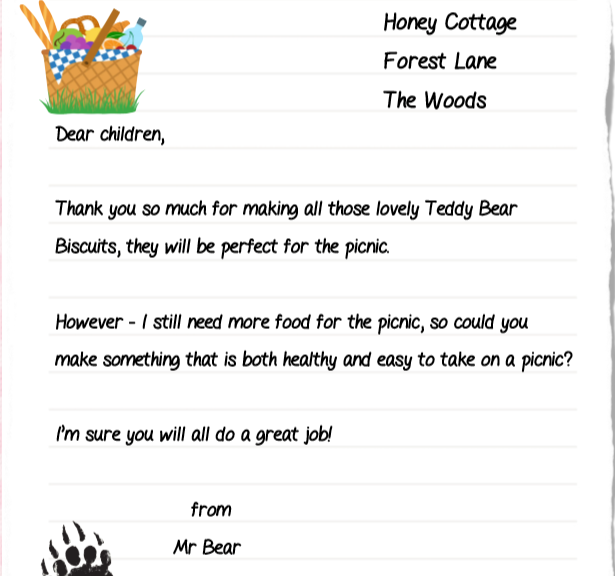 Honey Cottage
Forest Lane
The Woods
Dear children,
Thank you so much for making all those lovely Teddy Bear
Biscuits, they will be perfect for the picnic.
However - I still need more food for the picnic, so could you
make something that is both healthy and easy to take on a picnic?
I'm sure you will all do a great job!
from
Mr Bear